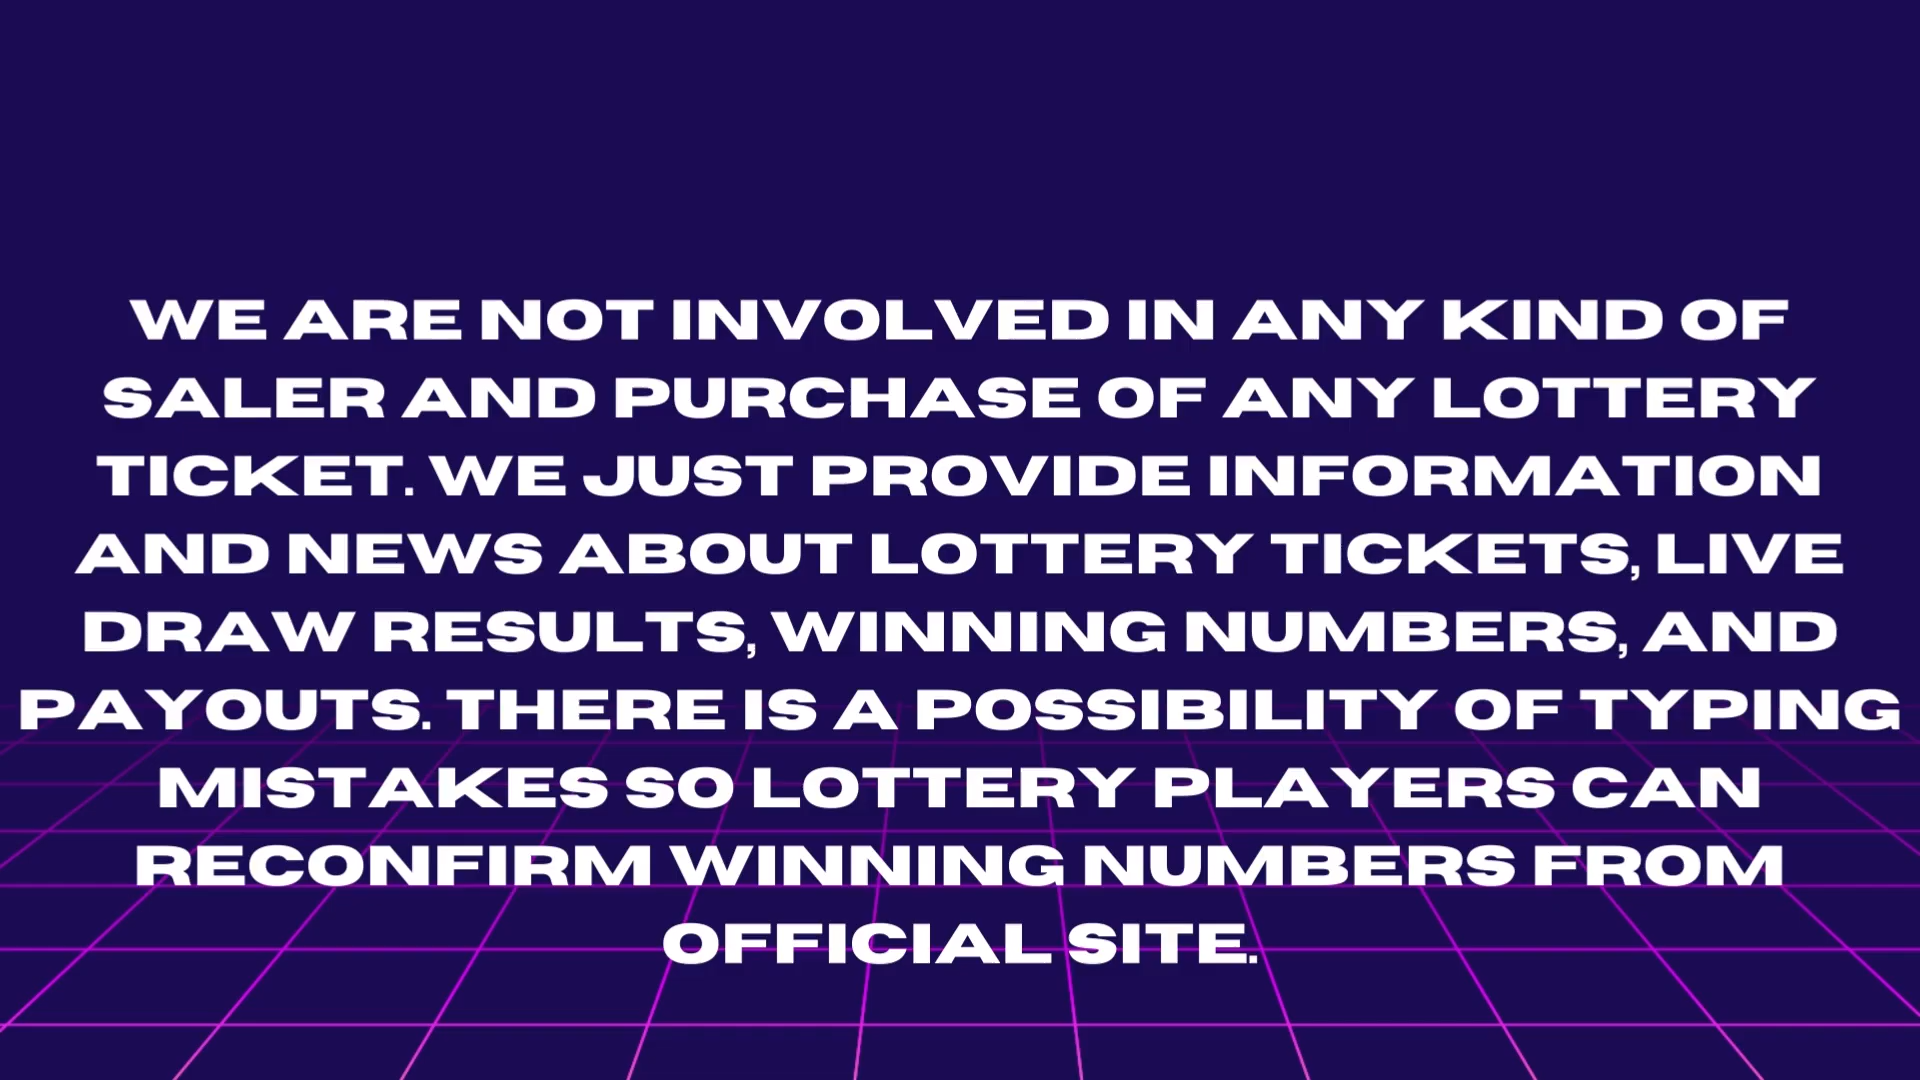 WE ARE NOT INVOLVED IN ANY KIND OF
SALER AND PURCHASE OF ANY LOTTERY
TICKET. WE JUST PROVIDE INFORMATION
AND NEWS ABOUT LOTTERY TICKETS, LIVE
DRAW RESULTS, WINNING NUMBERS, AND
PAYOUTS. THERE IS A POSSIBILITY OF TYPING
MISTAKES SO LOTTERY PLAYERS CAN
RECONFIRM WINNING NUMBERS FROM
OFFICIAL SITE.